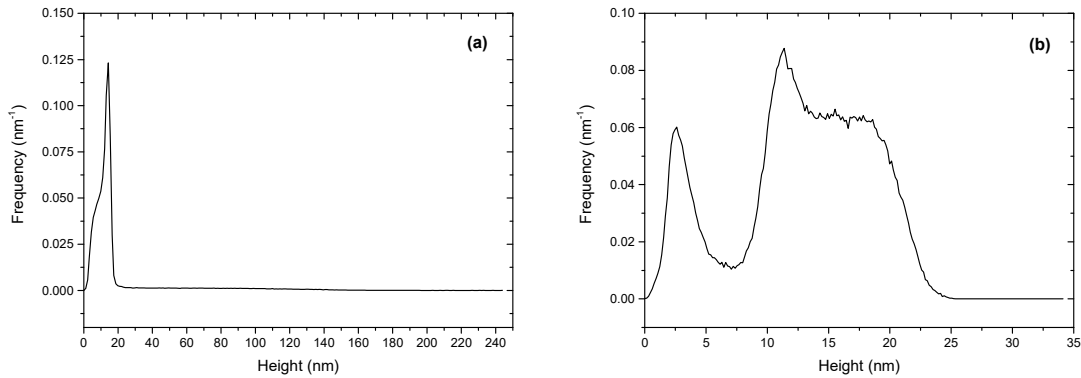 0.150
0.125
0.100
0.075
0.050
0.025
0.000
Frequency (nm⁻¹)
(a)
0 20 40 60 80 100 120 140 160 180 200 220 240
Height (nm)
0.10
0.08
0.06
0.04
0.02
0.00
Frequency (nm⁻¹)
(b)
0 5 10 15 20 25 30 35
Height (nm)